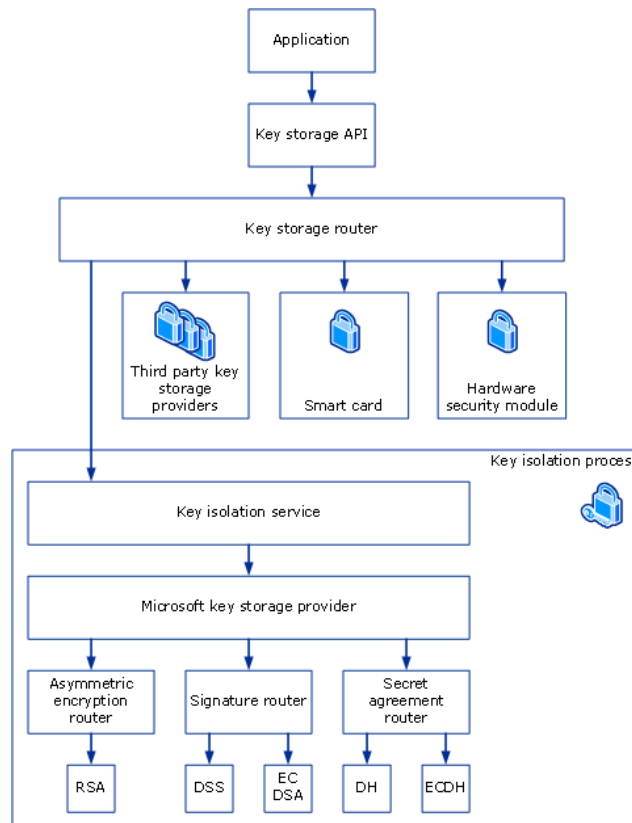 Application
Key storage API
Key storage router
Third party key
storage
providers
Smart card
Hardware
security module
Key isolation proces
Key isolation service
Microsoft key storage provider
Asymmetric
encryption
router
Signature router
Secret
agreement
router
RSA
DSS
EC
DSA
DH
ECDH